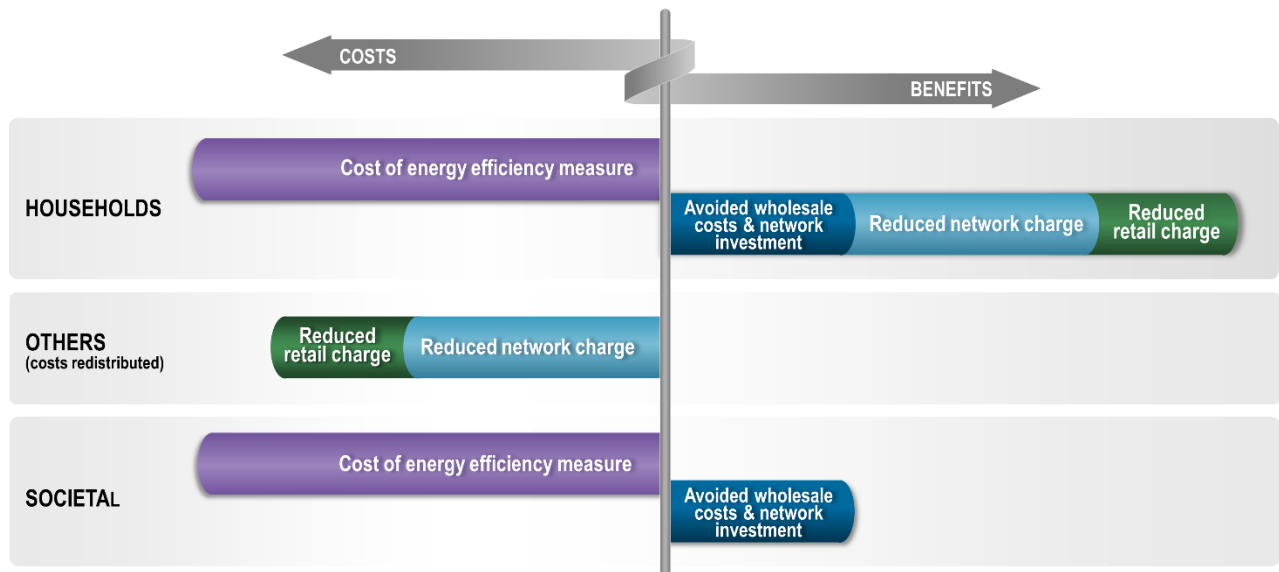 COSTS
BENEFITS
HOUSEHOLDS
Cost of energy efficiency measure
Avoided wholesale
costs & network
investment
Reduced network charge
Reduced
retail charge
OTHERS
(costs redistributed)
Reduced
retail charge
Reduced network charge
SOCIETAL
Cost of energy efficiency measure
Avoided wholesale
costs & network
investment